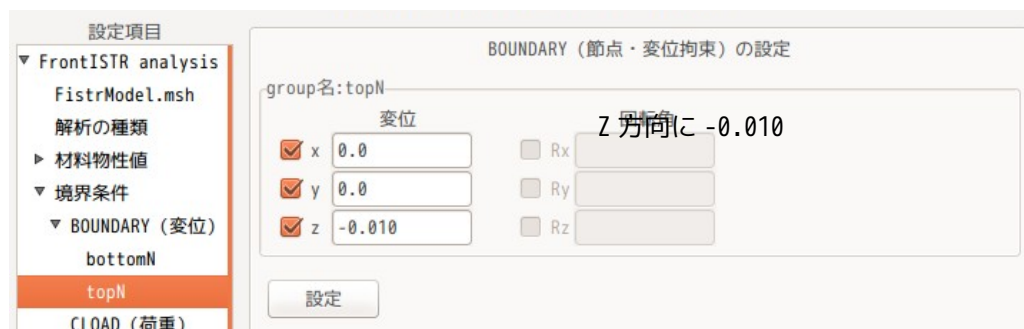 設定項目
▼ FrontISTR analysis
FistrModel.msh
解析の種類
▶ 材料物性値
▼ 境界条件
▼ BOUNDARY (変位)
bottomN
topN
CLOAD (荷重)
BOUNDARY (節点・変位拘束) の設定
group名:topN
変位
回転角
Z 方向に -0.010
x 0.0
Rx
y 0.0
Ry
z -0.010
Rz
設定